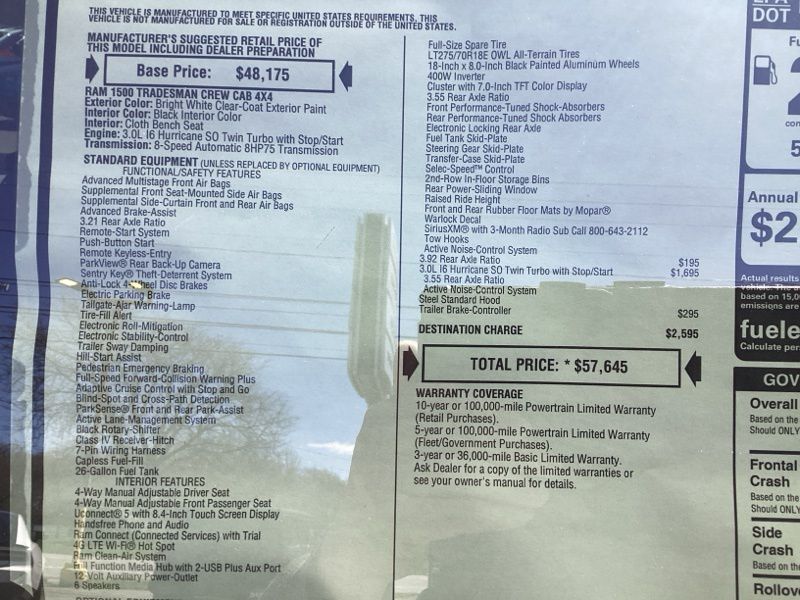 THIS VEHICLE IS MANUFACTURED TO MEET SPECIFIC UNITED STATES REQUIREMENTS. THIS
VEHICLE IS NOT MANUFACTURED FOR SALE OR REGISTRATION OUTSIDE OF THE UNITED STATES.
MANUFACTURER'S SUGGESTED RETAIL PRICE OF
THIS MODEL INCLUDING DEALER PREPARATION
Base Price: $48,175
RAM 1500 TRADESMAN CREW CAB 4X4
Exterior Color: Bright White Clear-Coat Exterior Paint
Interior Color: Black Interior Color
Interior: Cloth Bench Seat
Engine: 3.0L I6 Hurricane SO Twin Turbo with Stop/Start
Transmission: 8-Speed Automatic 8HP75 Transmission
STANDARD EQUIPMENT (UNLESS REPLACED BY OPTIONAL EQUIPMENT)
FUNCTIONAL/SAFETY FEATURES
Advanced Multistage Front Air Bags
Supplemental Front Seat-Mounted Side Air Bags
Supplemental Side-Curtain Front and Rear Air Bags
Advanced Brake-Assist
3.21 Rear Axle Ratio
Remote-Start System
Push-Button Start
Remote Keyless-Entry
ParkView® Rear Back-Up Camera
Sentry Key® Theft-Deterrent System
Anti-Lock 4-Wheel Disc Brakes
Electric Parking Brake
Tailgate-Ajar Warning-Lamp
Tire-Fill Alert
Electronic Roll-Mitigation
Electronic Stability-Control
Trailer Sway Damping
Hill-Start Assist
Pedestrian Emergency Braking
Full-Speed Forward-Collision Warning Plus
Adaptive Cruise Control with Stop and Go
Blind-Spot and Cross-Path Detection
ParkSense® Front and Rear Park-Assist
Active Lane-Management System
Black Rotary-Shifter
Class IV Receiver-Hitch
7-Pin Wiring Harness
Capless Fuel-Fill
26-Gallon Fuel Tank
INTERIOR FEATURES
4-Way Manual Adjustable Driver Seat
4-Way Manual Adjustable Front Passenger Seat
Uconnect® 5 with 8.4-Inch Touch Screen Display
Handsfree Phone and Audio
Ram Connect (Connected Services) with Trial
4G LTE Wi-Fi® Hot Spot
Ram Clean-Air System
Full Function Media Hub with 2-USB Plus Aux Port
12-Volt Auxiliary Power-Outlet
6 Speakers
Full-Size Spare Tire
LT275/70R18E OWL All-Terrain Tires
18-Inch x 8.0-Inch Black Painted Aluminum Wheels
400W Inverter
Cluster with 7.0-Inch TFT Color Display
3.55 Rear Axle Ratio
Front Performance-Tuned Shock-Absorbers
Rear Performance-Tuned Shock-Absorbers
Electronic Locking Rear Axle
Fuel Tank Skid-Plate
Steering Gear Skid-Plate
Transfer-Case Skid-Plate
Selec-Speed™ Control
2nd-Row In-Floor Storage Bins
Rear Power-Sliding Window
Raised Ride Height
Front and Rear Rubber Floor Mats by Mopar®
Warlock Decal
SiriusXM® with 3-Month Radio Sub Call 800-643-2112
Tow Hooks
Active Noise-Control System
3.92 Rear Axle Ratio $195
3.0L I6 Hurricane SO Twin Turbo with Stop/Start $1,695
3.55 Rear Axle Ratio
Active Noise-Control System
Steel Standard Hood
Trailer Brake-Controller $295
DESTINATION CHARGE $2,595
TOTAL PRICE: * $57,645
WARRANTY COVERAGE
10-year or 100,000-mile Powertrain Limited Warranty
(Retail Purchases).
5-year or 100,000-mile Powertrain Limited Warranty
(Fleet/Government Purchases).
3-year or 36,000-mile Basic Limited Warranty.
Ask Dealer for a copy of the limited warranties or
see your owner's manual for details.
DOT
Fu
2
com
5
Annual
$2
Actual results
vehicle. The a
based on 15,0
emissions are
fuele
Calculate per
GOV
Overall
Based on the
Should ONLY
Frontal
Crash
Based on the
Should ONLY
Side
Crash
Based on the
Rollov